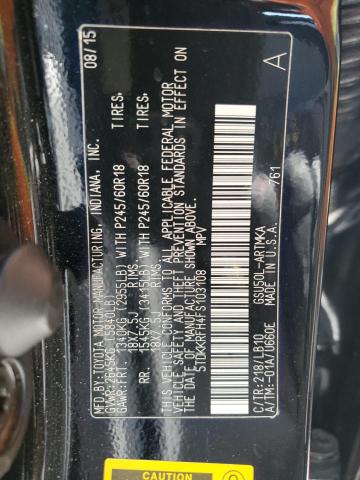 MFD. BY: 08/15
TOYOTA MOTOR MANUFACTURING, INDIANA, INC.
GVWR: 2645KG (5840LB)
GAWR:FRT. 1340KG (2955LB) WITH P245/60R18 TIRES,
18X7.5J RIMS
RR. 1545KG (3415LB) WITH P245/60R18 TIRES,
18X7.5J RIMS
THIS VEHICLE CONFORMS TO ALL APPLICABLE FEDERAL MOTOR
VEHICLE SAFETY AND THEFT PREVENTION STANDARDS IN EFFECT ON
THE DATE OF MANUFACTURE SHOWN ABOVE.
5TDKKRFH4FS103108 MPV
A
761
C/TR:218/LB10 GSU50L-ARTMKA
A/TM:-01A/U660E MADE IN U.S.A.
CAUTION